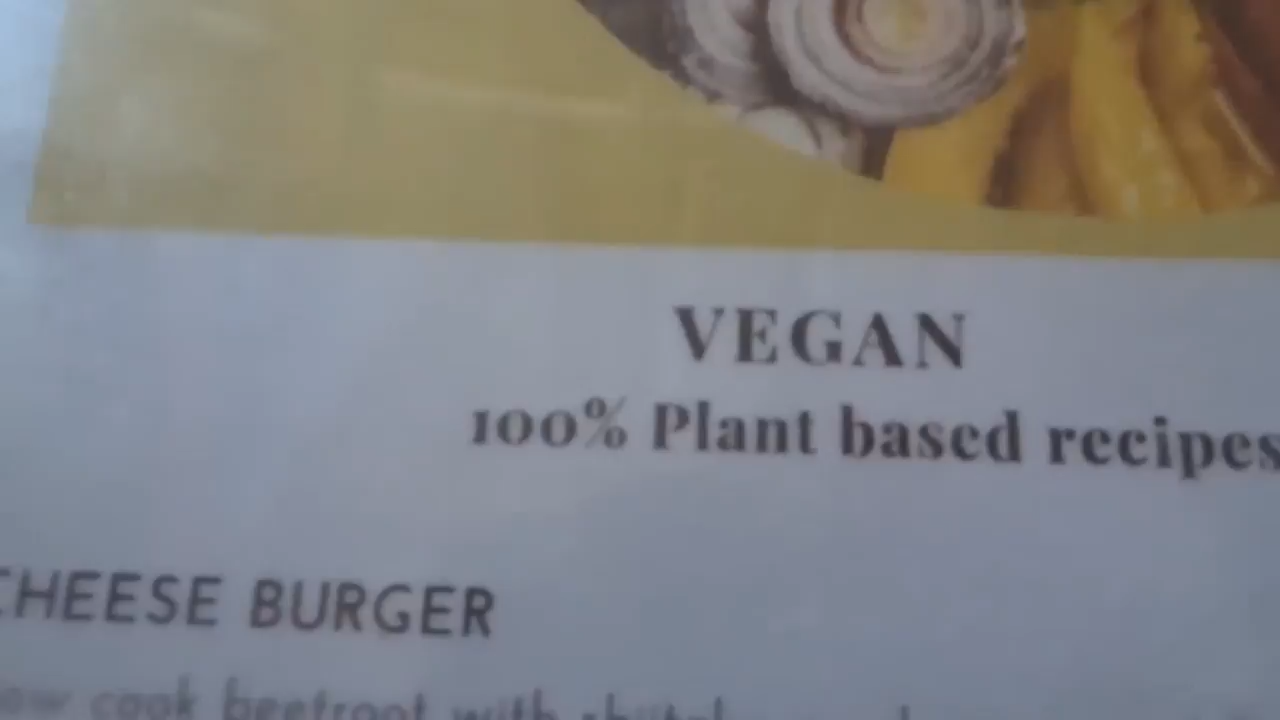 VEGAN
100% Plant based recipes
CHEESE BURGER
cook beetroot with